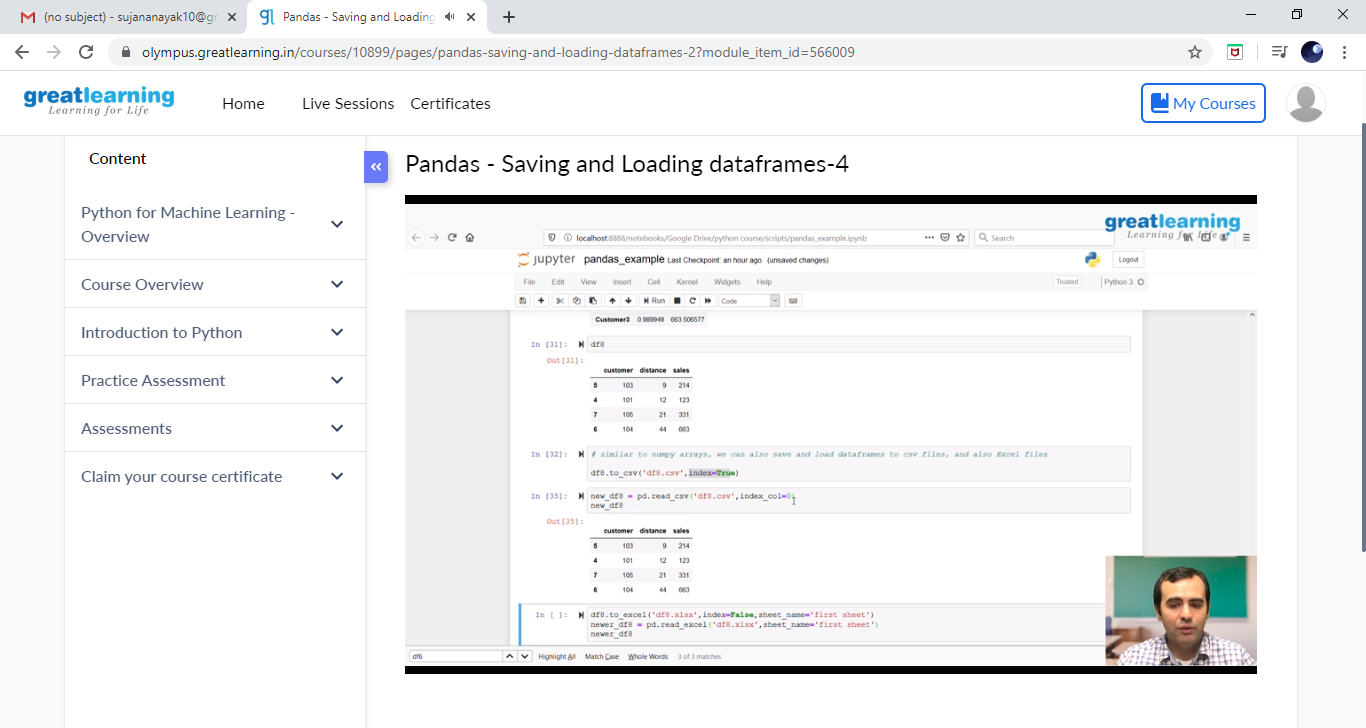 (no subject) - sujananayak10@gr
Pandas - Saving and Loading
olympus.greatlearning.in/courses/10899/pages/pandas-saving-and-loading-dataframes-2?module_item_id=566009
greatlearning
Learning for Life
Home
Live Sessions
Certificates
My Courses
Content
Python for Machine Learning -
Overview
Course Overview
Introduction to Python
Practice Assessment
Assessments
Claim your course certificate
Pandas - Saving and Loading dataframes-4
greatlearning
Learning for Life
localhost:8888/notebooks/Google Drive/python course/scripts/pandas_example.ipynb
Search
jupyter pandas_example Last Checkpoint: an hour ago (unsaved changes)
Logout
File Edit View Insert Cell Kernel Widgets Help
Trusted
Python 3
Run
Code
Customer3 0.989949 663.506577
In [31]: df8
Out[31]:
customer distance sales
5 103 9 214
4 101 12 123
7 105 21 331
6 104 44 663
In [32]: # similar to numpy arrays, we can also save and load dataframes to csv files, and also Excel files
df8.to_csv('df8.csv',index=True)
In [35]: new_df8 = pd.read_csv('df8.csv',index_col=0)
new_df8
Out[35]:
customer distance sales
5 103 9 214
4 101 12 123
7 105 21 331
6 104 44 663
In [ ]: df8.to_excel('df8.xlsx',index=False,sheet_name='first sheet')
newer_df8 = pd.read_excel('df8.xlsx',sheet_name='first sheet')
newer_df8
df6
Highlight All Match Case Whole Words 3 of 3 matches